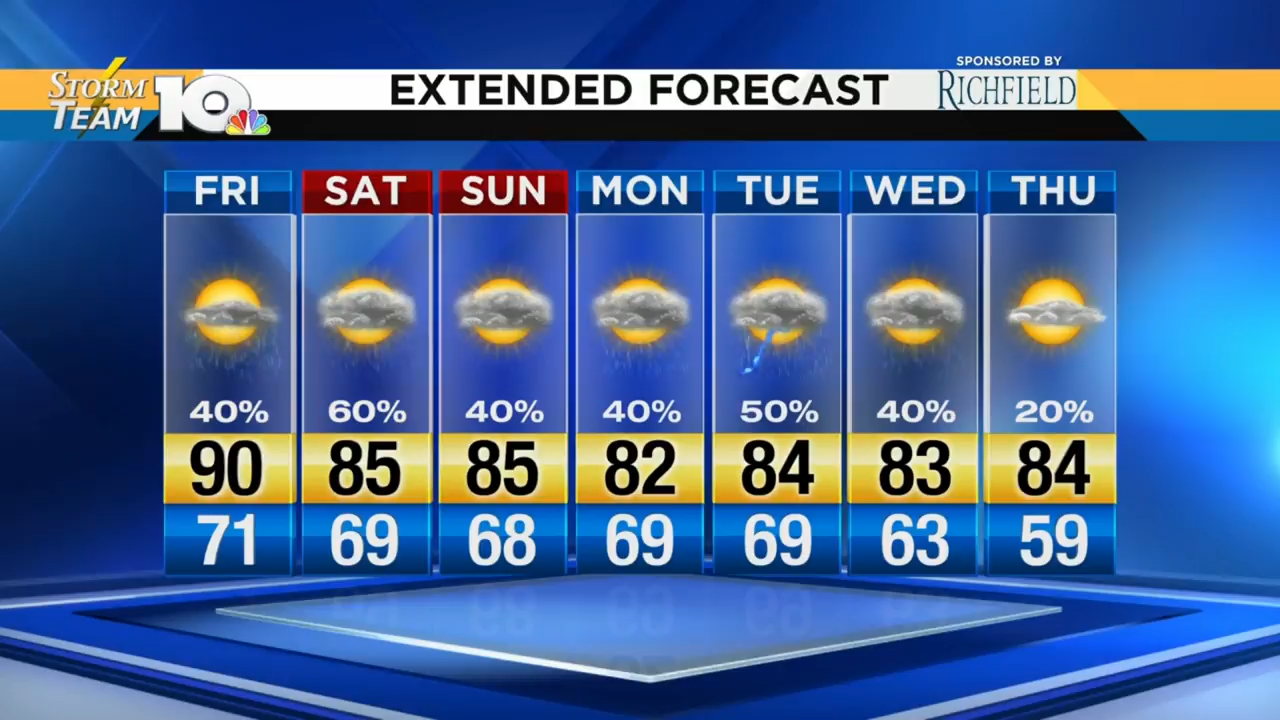 SPONSORED BY
STORM TEAM 10
EXTENDED FORECAST
RICHFIELD
FRI SAT SUN MON TUE WED THU
40% 60% 40% 40% 50% 40% 20%
90 85 85 82 84 83 84
71 69 68 69 69 63 59